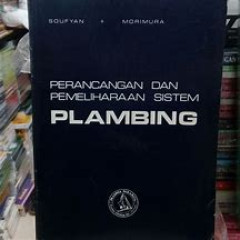 SOUFYAN + MORIMURA
PERANCANGAN DAN
PEMELIHARAAN SISTEM
PLAMBING